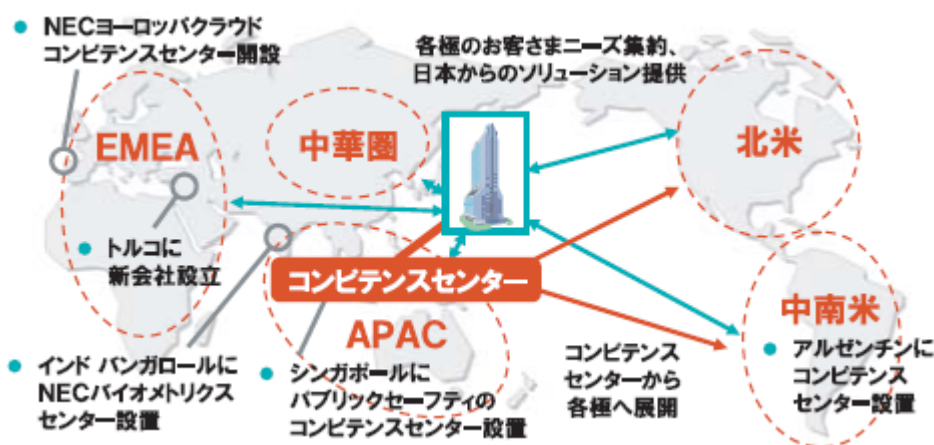 ● NECヨーロッパクラウド
コンピテンスセンター開設
各極のお客さまニーズ集約、
日本からのソリューション提供
EMEA
中華圏
北米
● トルコに
新会社設立
コンピテンスセンター
APAC
中南米
● インド バンガロールに
NECバイオメトリクス
センター設置
● シンガポールに
パブリックセーフティの
コンピテンスセンター設置
コンピテンス
センターから
各極へ展開
● アルゼンチンに
コンピテンス
センター設置